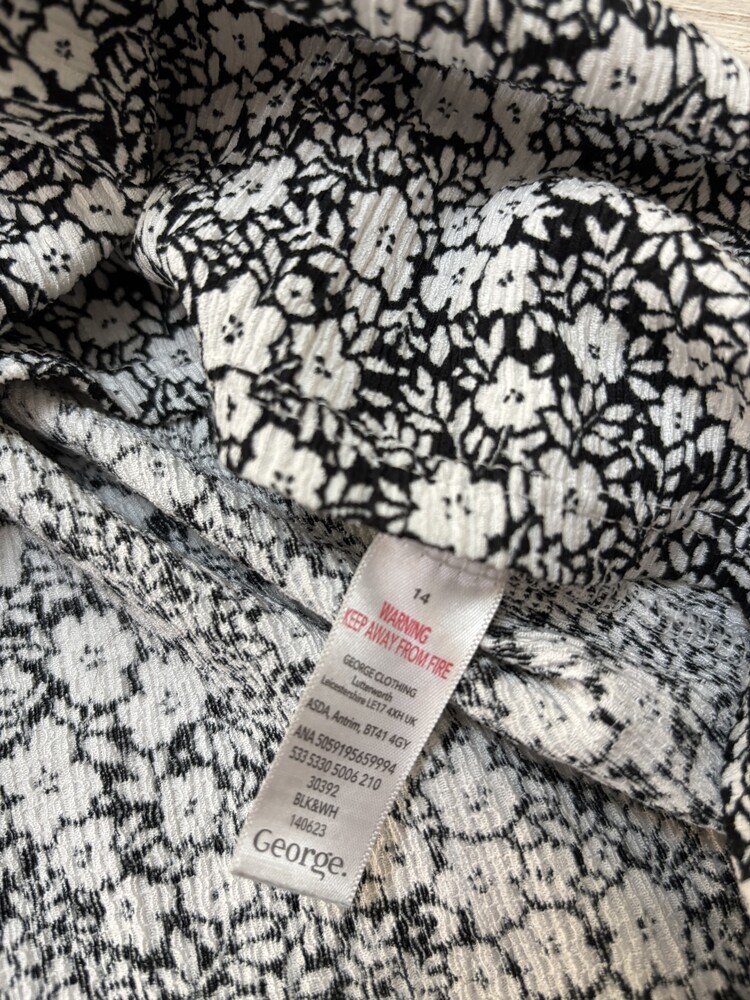 14
WARNING
KEEP AWAY FROM FIRE
GEORGE CLOTHING
Lutterworth
Leicestershire LE17 4XH UK
ASDA, Antrim, BT41 4GY
ANA 5059195659994
533 5330 5006 210
30392
BLK&WH
140623
George.